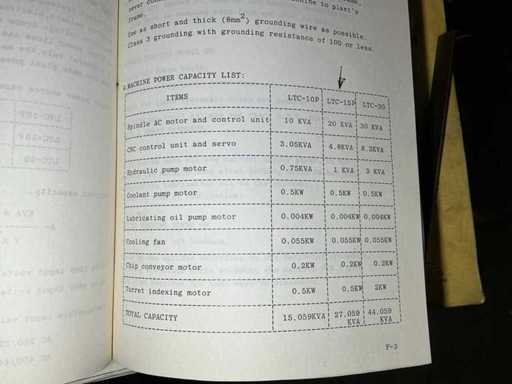 Use as short and thick (8mm2) grounding wire as possible.
Class 3 grounding with grounding resistance of 100 or less.
MACHINE POWER CAPACITY LIST:
ITEMS LTC-10P LTC-15P LTC-30
Spindle AC motor and control unit 10 KVA 20 KVA 30 KVA
CNC control unit and servo 3.05KVA 4.8KVA 8.2KVA
Hydraulic pump motor 0.75KVA 1 KVA 3 KVA
Coolant pump motor 0.5KW 0.5KW 0.5KW
Lubricating oil pump motor 0.004KW 0.004KW 0.004KW
Cooling fan 0.055KW 0.055KW 0.055KW
Chip conveyor motor 0.2KW 0.2KW 0.2KW
Turret indexing motor 0.5KW 0.5KW 2KW
TOTAL CAPACITY 15.059KVA 27.059 KVA 44.059 KVA
F-3